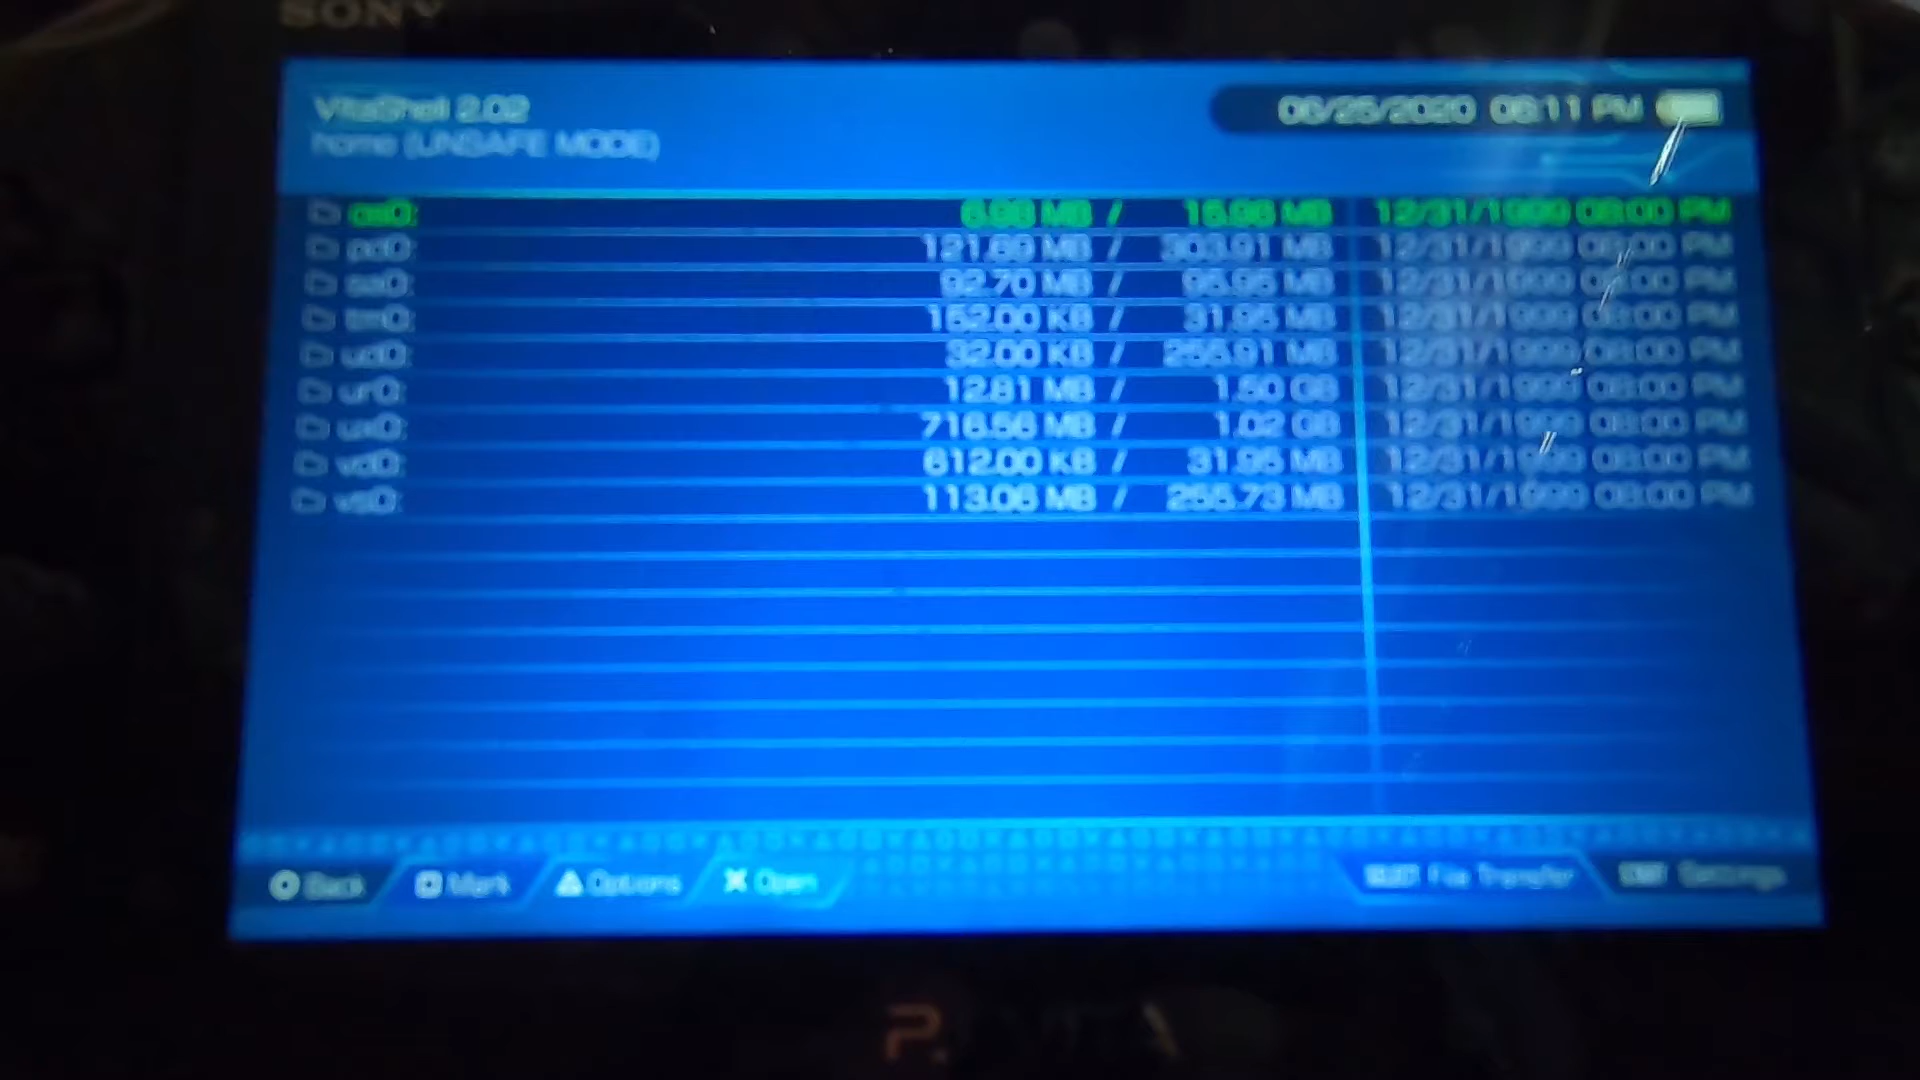 SONY
VitaShell 2.02
06/25/2020 06:11 PM
home (UNSAFE MODE)
os0: 6.98 MB / 15.96 MB 12/31/1999 08:00 PM
pd0: 121.69 MB / 303.91 MB 12/31/1999 08:00 PM
sa0: 92.70 MB / 95.95 MB 12/31/1999 08:00 PM
tm0: 152.00 KB / 31.95 MB 12/31/1999 08:00 PM
ud0: 32.00 KB / 255.91 MB 12/31/1999 08:00 PM
ur0: 12.81 MB / 1.50 GB 12/31/1999 08:00 PM
ux0: 716.56 MB / 1.02 GB 12/31/1999 08:00 PM
vd0: 612.00 KB / 31.95 MB 12/31/1999 08:00 PM
vs0: 113.06 MB / 255.73 MB 12/31/1999 08:00 PM
Back Mark Options Open SELECT File Transfer START Settings